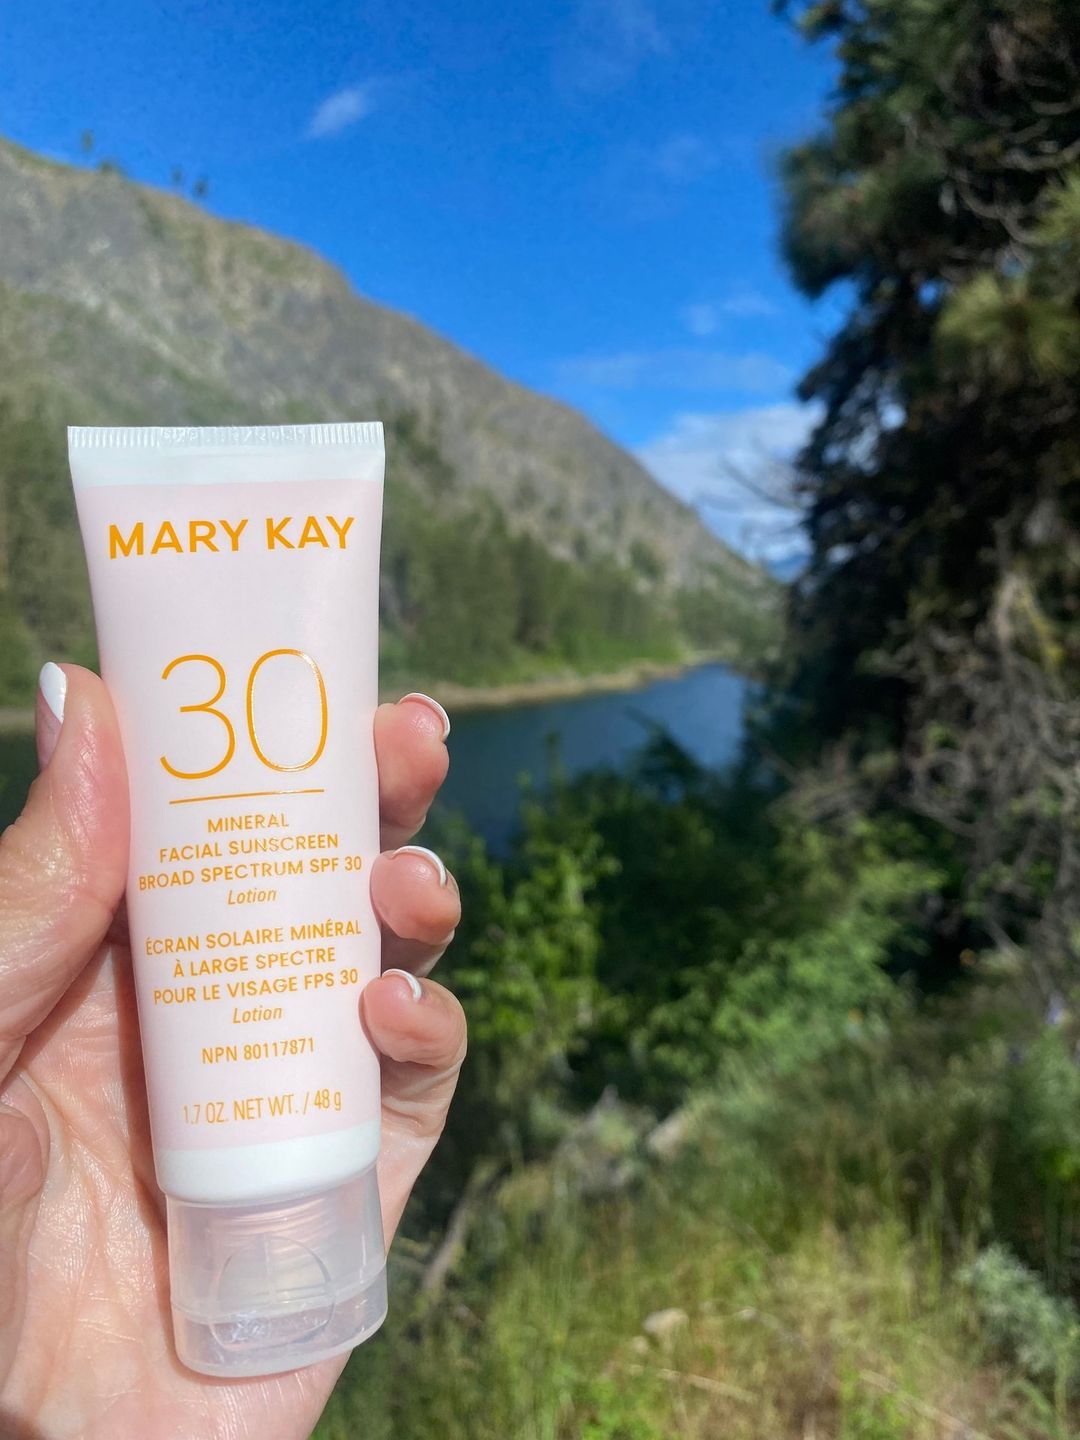 MARY KAY
30
MINERAL
FACIAL SUNSCREEN
BROAD SPECTRUM SPF 30
Lotion
ÉCRAN SOLAIRE MINÉRAL
À LARGE SPECTRE
POUR LE VISAGE FPS 30
Lotion
NPN 80117871
1.7 OZ. NET WT. / 48 g